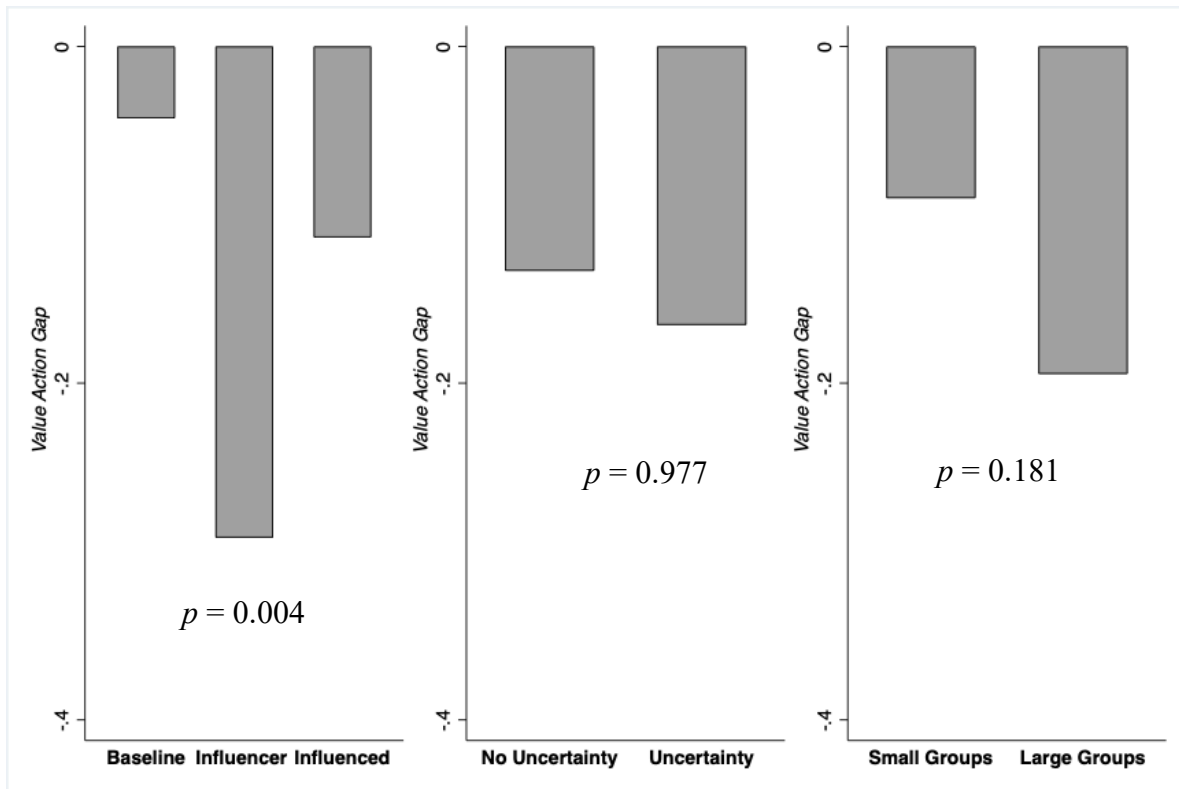 0
-.2
-.4
Value Action Gap
p = 0.004
Baseline Influencer Influenced
0
-.2
-.4
Value Action Gap
p = 0.977
No Uncertainty Uncertainty
0
-.2
-.4
Value Action Gap
p = 0.181
Small Groups Large Groups